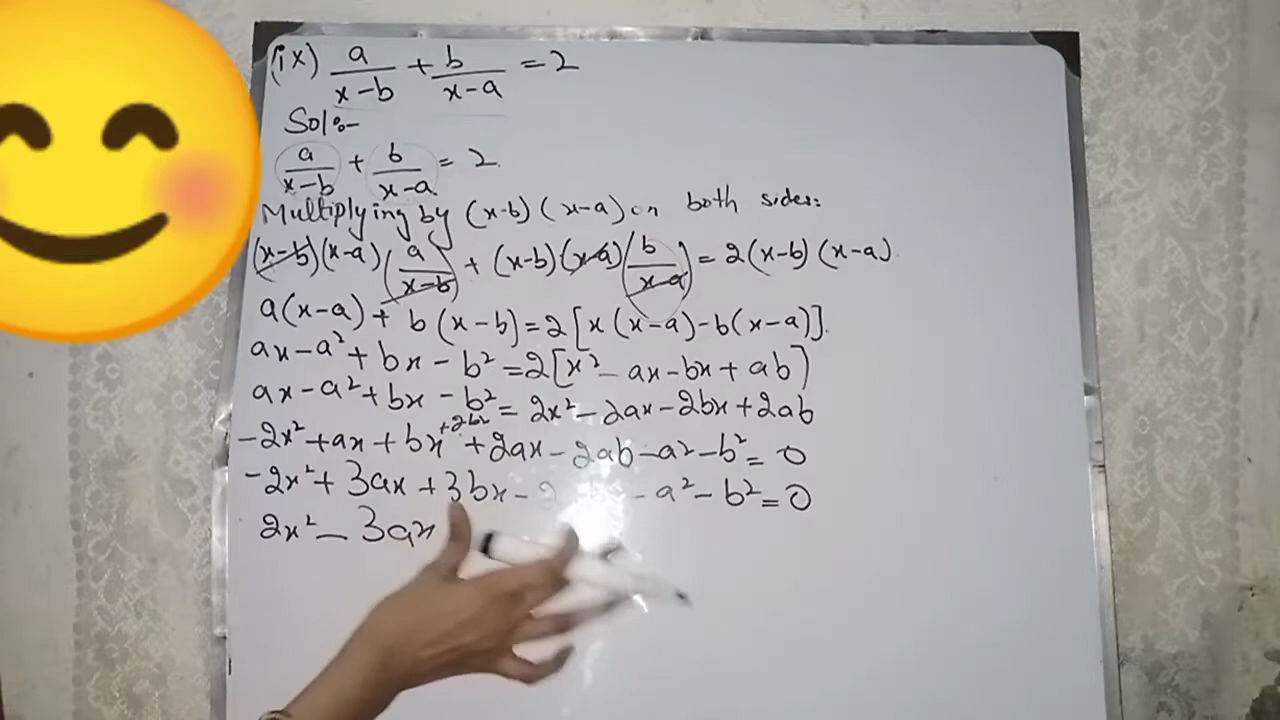 (ix) a/(x-b) + b/(x-a) = 2
Sol:-
a/(x-b) + b/(x-a) = 2.
Multiplying by (x-b)(x-a) on both sides:
(x-b)(x-a)(a/(x-b)) + (x-b)(x-a)(b/(x-a)) = 2(x-b)(x-a).
a(x-a) + b(x-b) = 2[x(x-a)-b(x-a)].
ax-a²+bx-b² = 2[x²-ax-bx+ab]
ax-a²+bx-b² = 2x²-2ax-2bx+2ab
-2x²+ax+bx+2bx+2ax-2ab-a²-b² = 0
-2x²+3ax+3bx-2 -a²-b² = 0
2x²-3ax